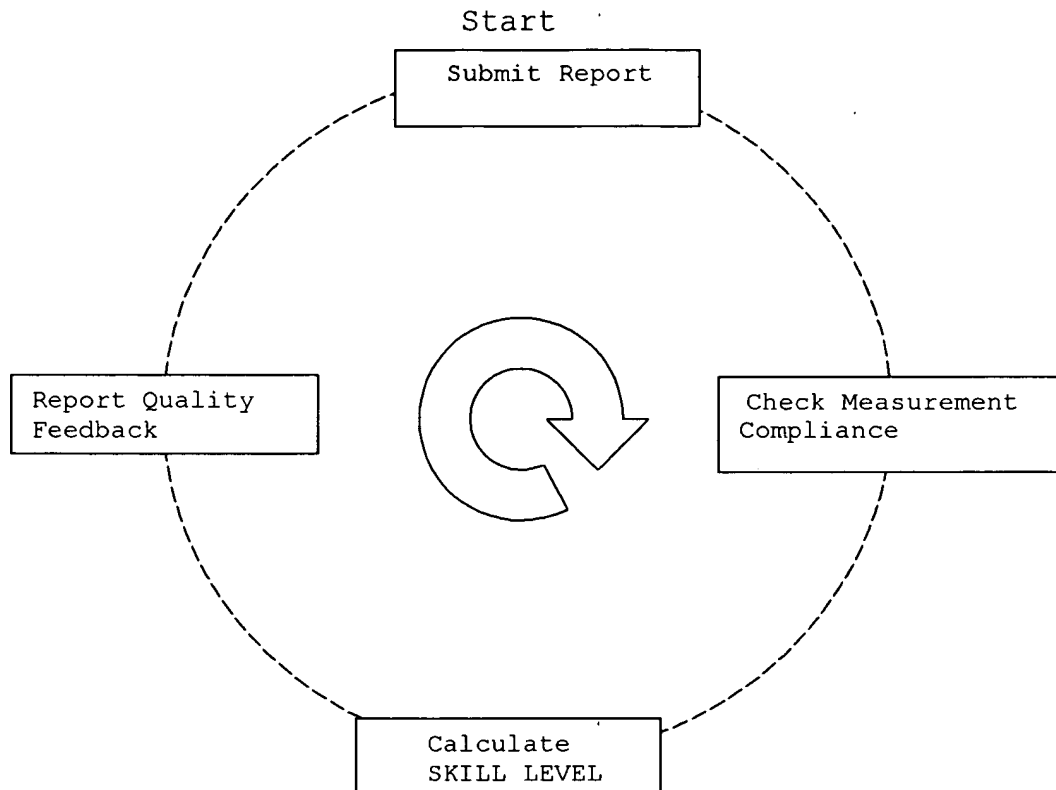 Start
Submit Report
Report Quality
Feedback
Check Measurement
Compliance
Calculate
SKILL LEVEL